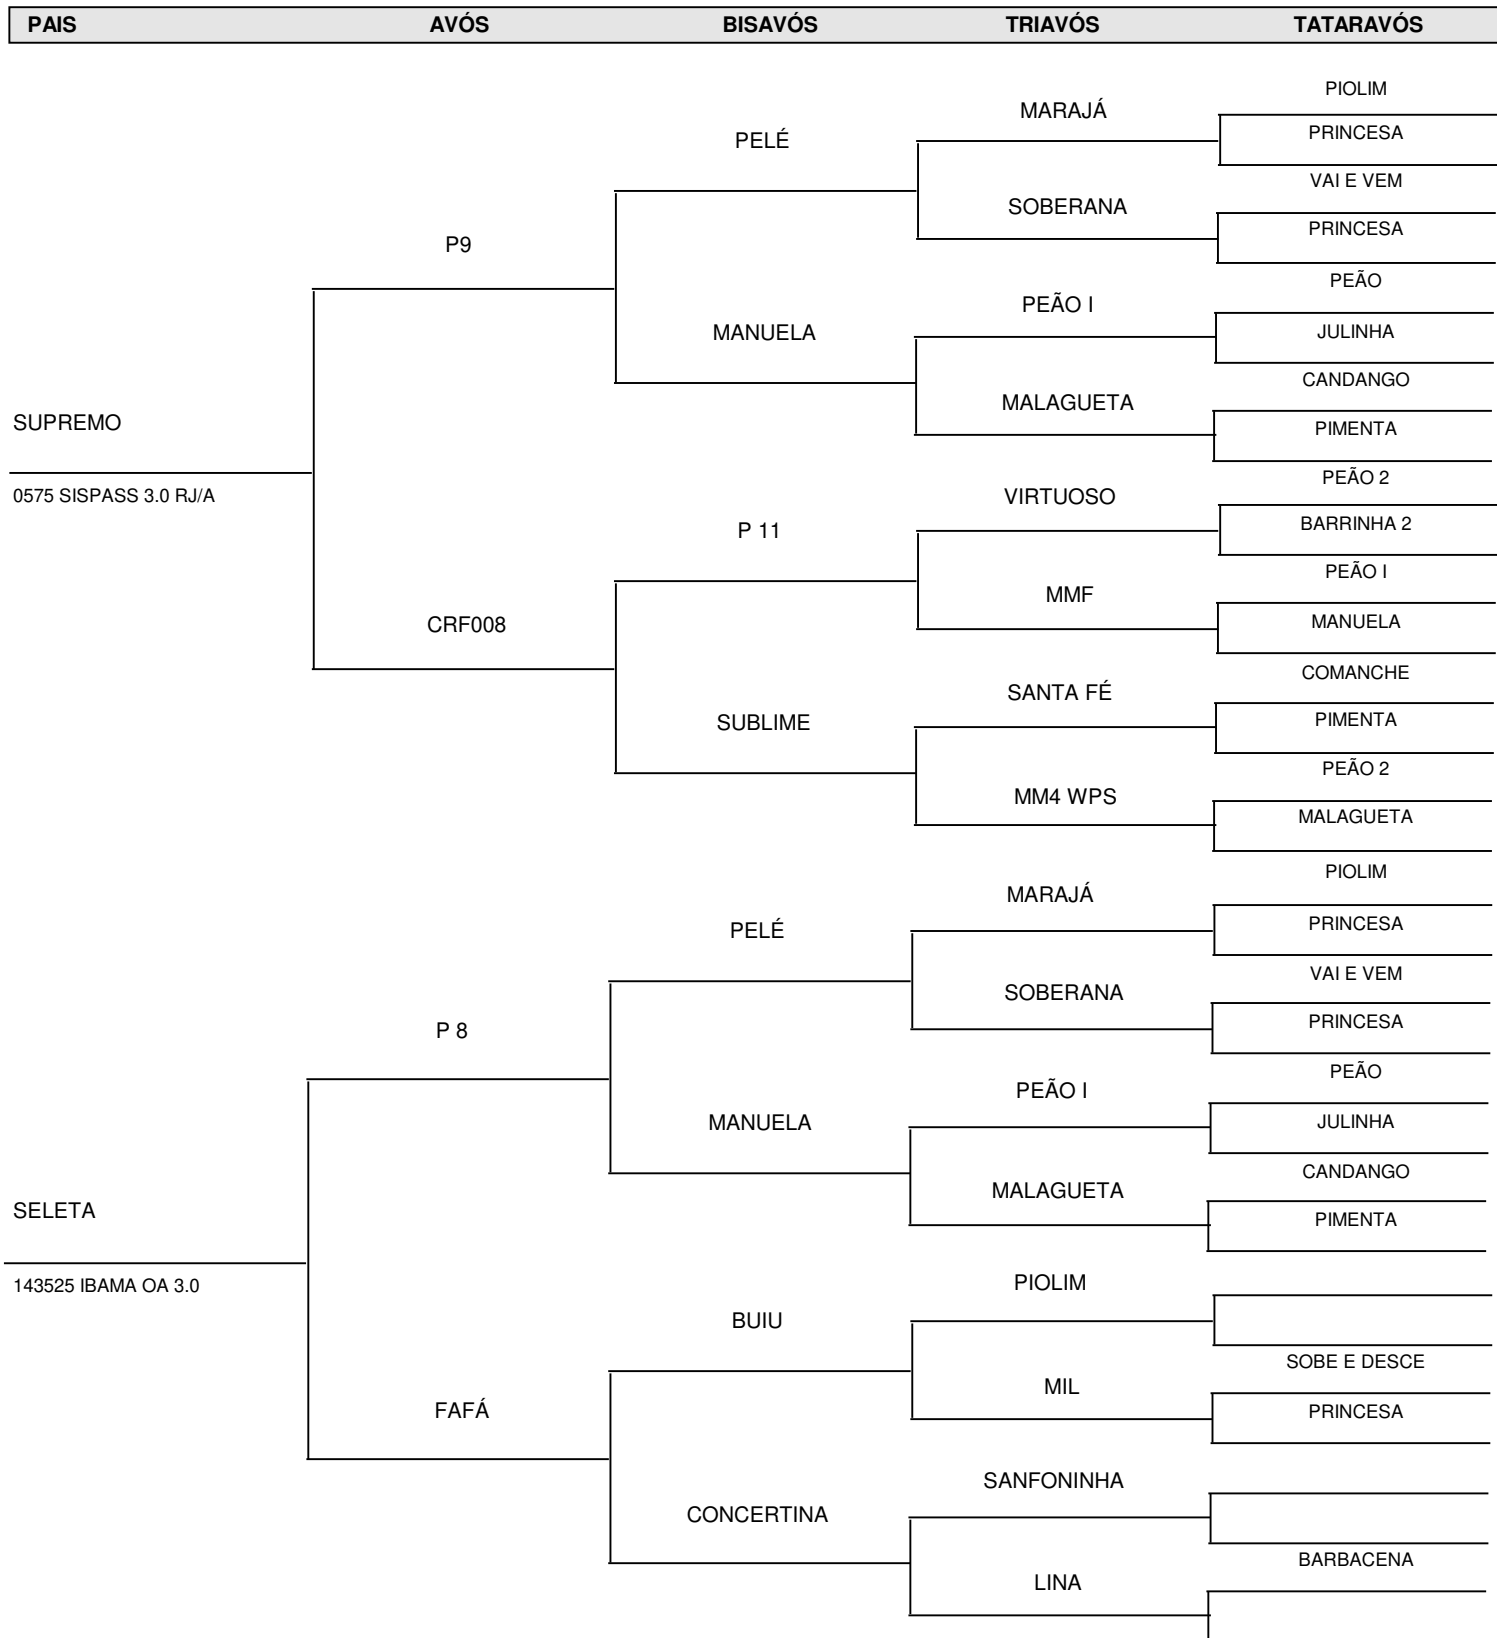 PAIS AVÓS BISAVÓS TRIAVÓS TATARAVÓS
PIOLIM
MARAJÁ
PRINCESA
PELÉ
VAI E VEM
SOBERANA
PRINCESA
P9
PEÃO
PEÃO I
JULINHA
MANUELA
CANDANGO
MALAGUETA
SUPREMO
PIMENTA
PEÃO 2
0575 SISPASS 3.0 RJ/A
VIRTUOSO
BARRINHA 2
P 11
PEÃO I
MMF
MANUELA
CRF008
COMANCHE
SANTA FÉ
PIMENTA
SUBLIME
PEÃO 2
MM4 WPS
MALAGUETA
PIOLIM
MARAJÁ
PRINCESA
PELÉ
VAI E VEM
SOBERANA
PRINCESA
P 8
PEÃO
PEÃO I
JULINHA
MANUELA
CANDANGO
MALAGUETA
SELETA
PIMENTA
143525 IBAMA OA 3.0
PIOLIM
BUIU
SOBE E DESCE
MIL
FAFÁ
PRINCESA
SANFONINHA
CONCERTINA
BARBACENA
LINA